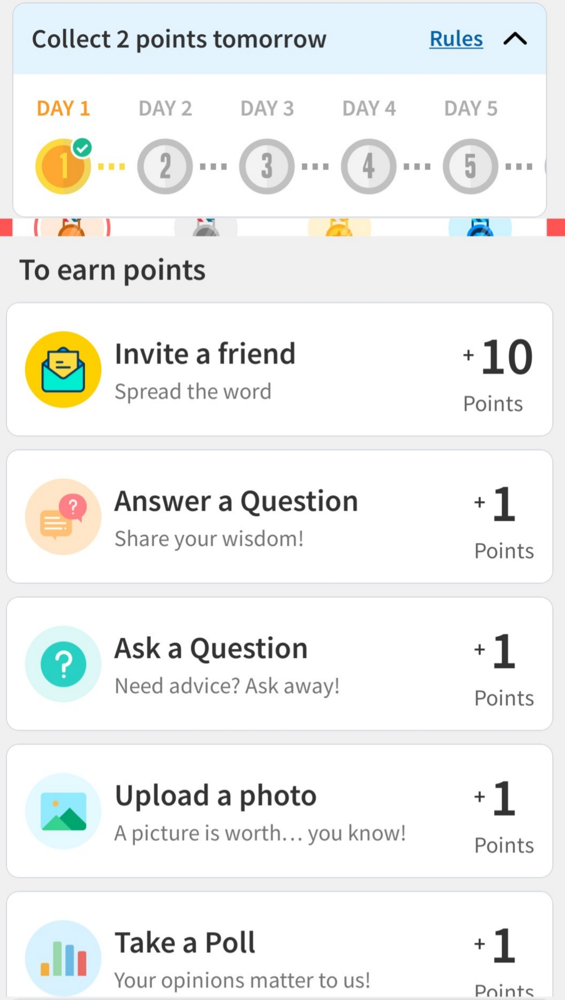 Collect 2 points tomorrow Rules
DAY 1 DAY 2 DAY 3 DAY 4 DAY 5
1 2 3 4 5
To earn points
Invite a friend
Spread the word
+10
Points
Answer a Question
Share your wisdom!
+1
Points
Ask a Question
Need advice? Ask away!
+1
Points
Upload a photo
A picture is worth... you know!
+1
Points
Take a Poll
Your opinions matter to us!
+1
Points